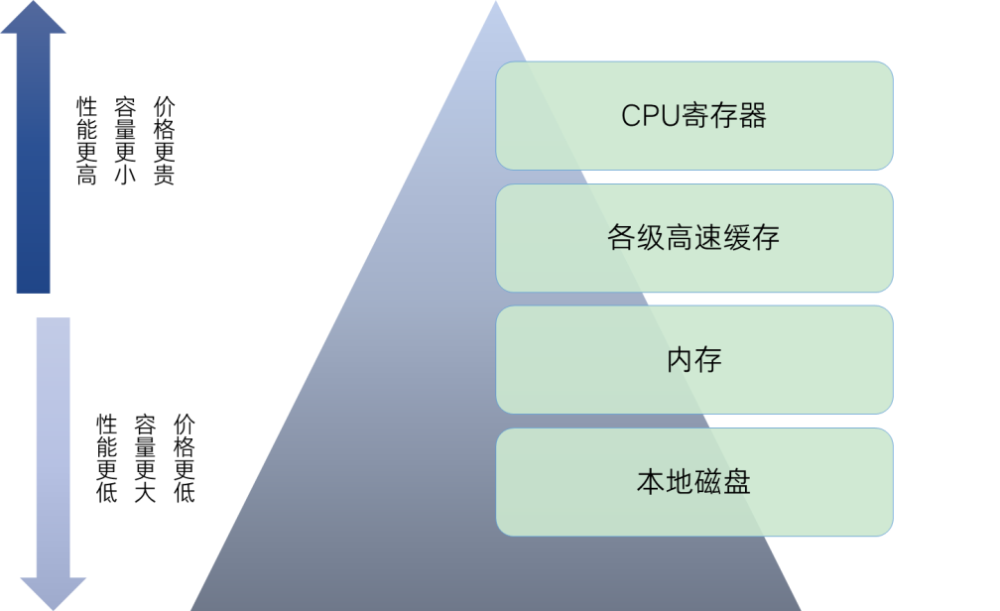 性能更高
容量更小
价格更贵
CPU寄存器
各级高速缓存
内存
本地磁盘
性能更低
容量更大
价格更低